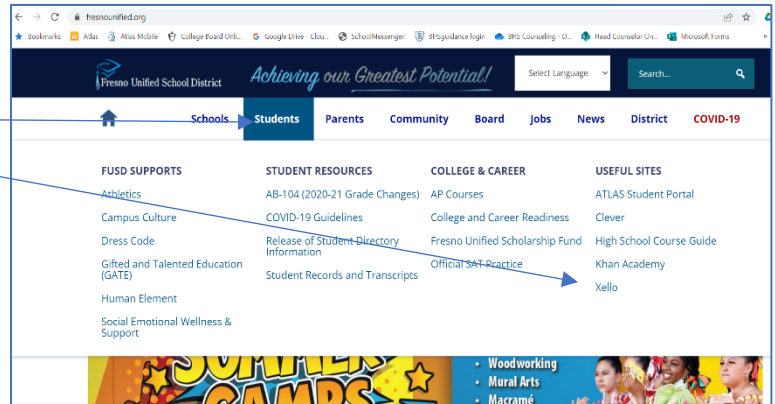 fresnounified.org
Bookmarks Atlas Atlas Mobile College Board Onli... Google Drive - Clou... SchoolMessenger: BHSguidance login BHS Counseling - O... Head Counselor On... Microsoft Forms »
Fresno Unified School District Achieving our Greatest Potential! Select Language Search...
Schools Students Parents Community Board Jobs News District COVID-19
FUSD SUPPORTS STUDENT RESOURCES COLLEGE & CAREER USEFUL SITES
Athletics AB-104 (2020-21 Grade Changes) AP Courses ATLAS Student Portal
Campus Culture COVID-19 Guidelines College and Career Readiness Clever
Dress Code Release of Student Directory Information Fresno Unified Scholarship Fund High School Course Guide
Gifted and Talented Education (GATE) Student Records and Transcripts Official SAT Practice Khan Academy
Human Element Xello
Social Emotional Wellness & Support
SUMMER CAMPS
• Woodworking
• Mural Arts
• Macramé